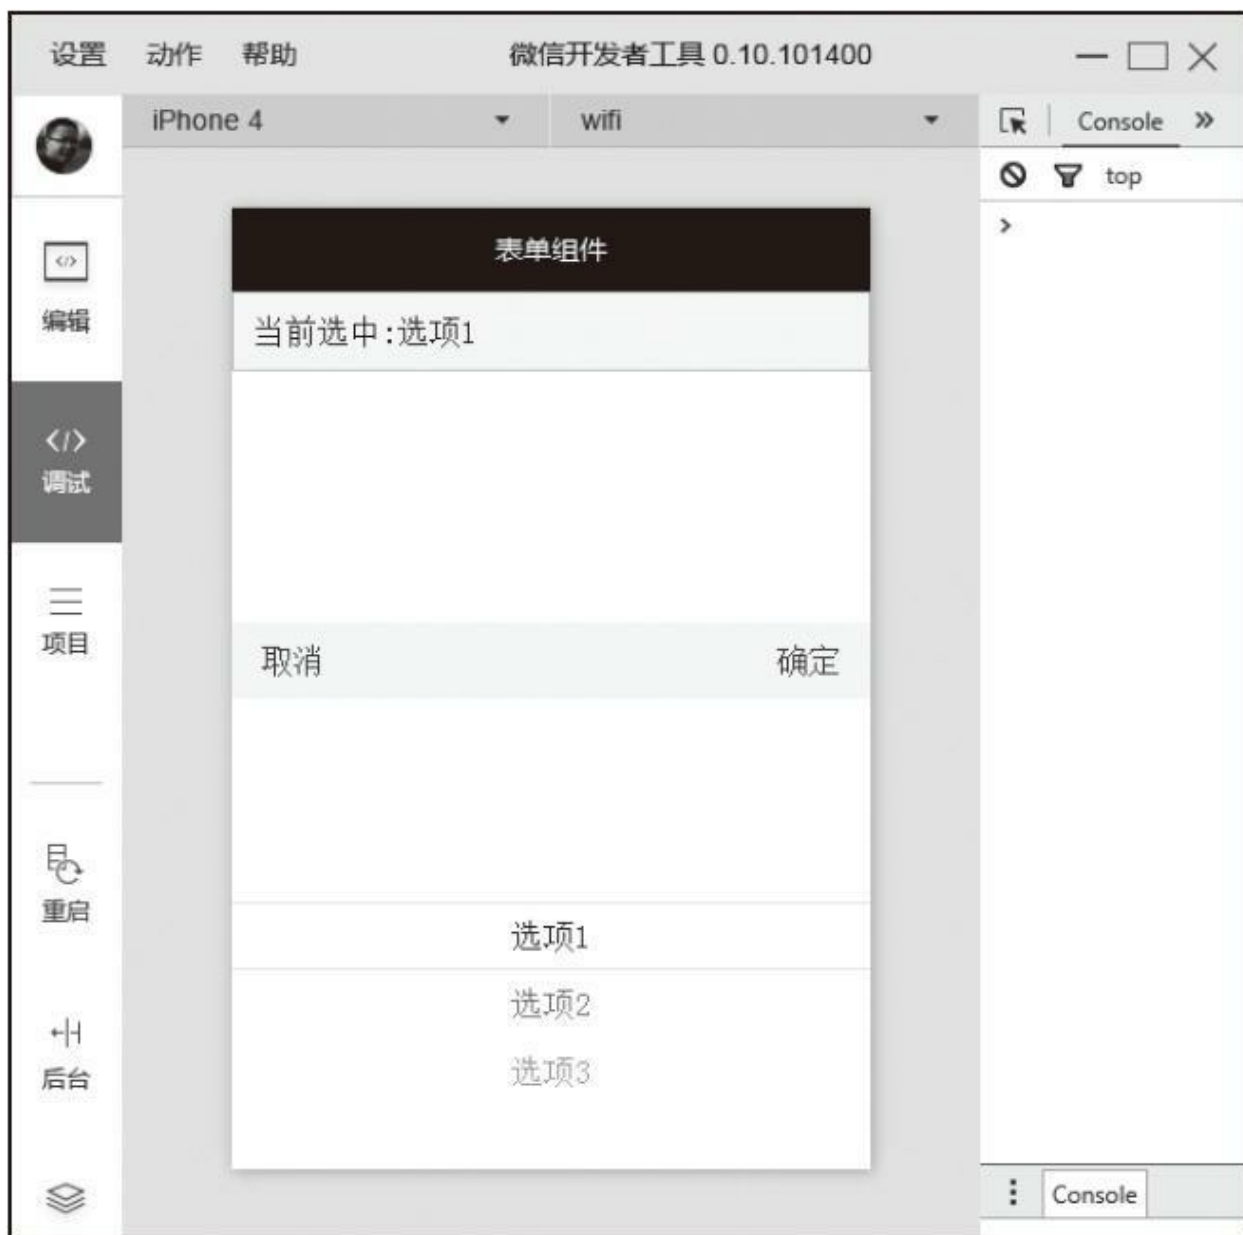 设置 动作 帮助 微信开发者工具 0.10.101400
iPhone 4 wifi Console »
top
>
编辑
</>
调试
项目
重启
后台
表单组件
当前选中:选项1
取消 确定
选项1
选项2
选项3
Console